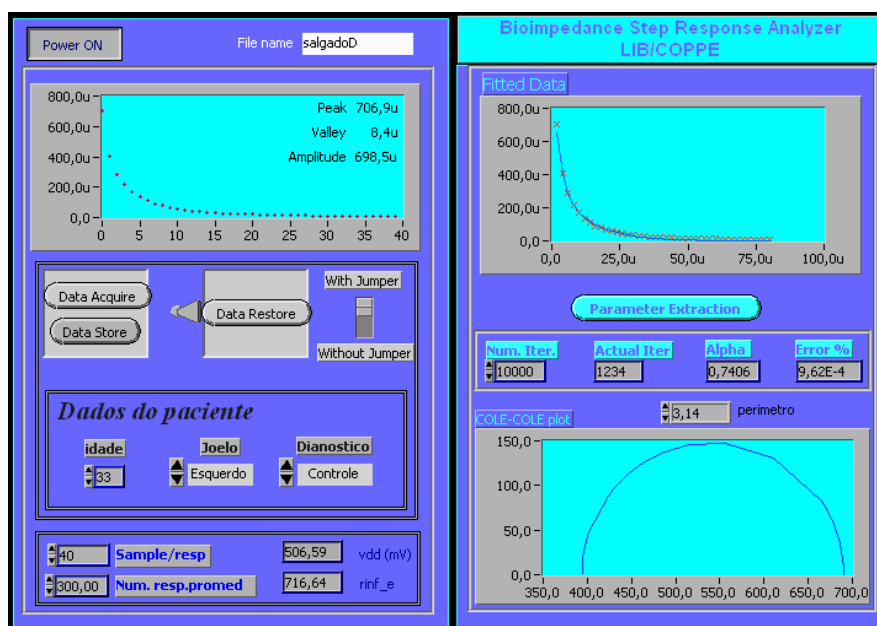 Power ON
File name salgadoD
800,0u
600,0u
400,0u
200,0u
0,0
Peak 706,9u
Valley 8,4u
Amplitude 698,5u
0 5 10 15 20 25 30 35 40
Data Acquire
Data Store
Data Restore
With Jumper
Without Jumper
Dados do paciente
idade
33
Joelo
Esquerdo
Dianostico
Controle
40 Sample/resp
506,59 vdd (mV)
300,00 Num. resp.promed
716,64 rinf_e
Bioimpedance Step Response Analyzer
LIB/COPPE
Fitted Data
800,0u
600,0u
400,0u
200,0u
0,0
0,0 25,0u 50,0u 75,0u 100,0u
Parameter Extraction
Num. Iter. Actual Iter Alpha Error %
10000 1234 0,7406 9,62E-4
3,14 perimetro
COLE-COLE plot
150,0
100,0
50,0
0,0
350,0 400,0 450,0 500,0 550,0 600,0 650,0 700,0